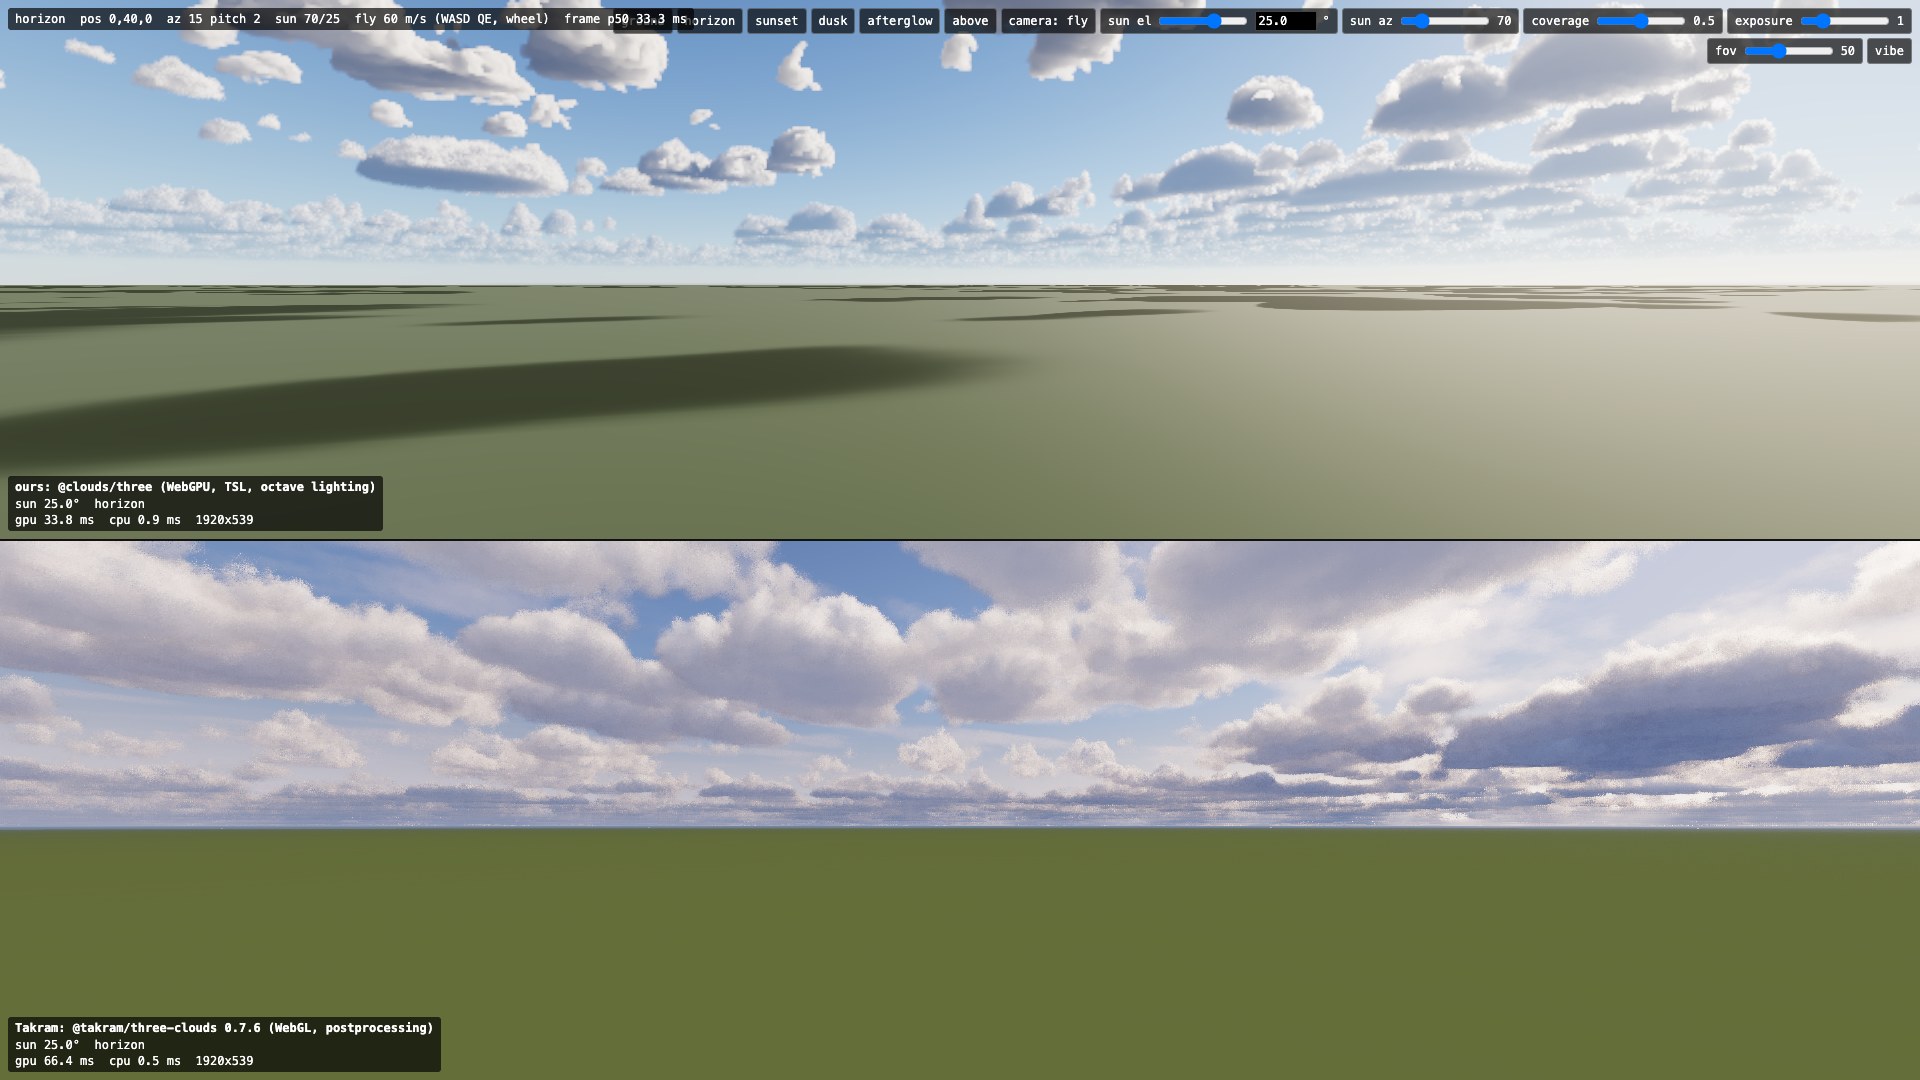 horizon pos 0,40,0 az 15 pitch 2 sun 70/25 fly 60 m/s (WASD QE, wheel) frame p50 33.3 ms
horizon sunset dusk afterglow above camera: fly sun el 25.0 ° sun az 70 coverage 0.5 exposure 1
fov 50 vibe
ours: @clouds/three (WebGPU, TSL, octave lighting)
sun 25.0° horizon
gpu 33.8 ms cpu 0.9 ms 1920x539
Takram: @takram/three-clouds 0.7.6 (WebGL, postprocessing)
sun 25.0° horizon
gpu 66.4 ms cpu 0.5 ms 1920x539